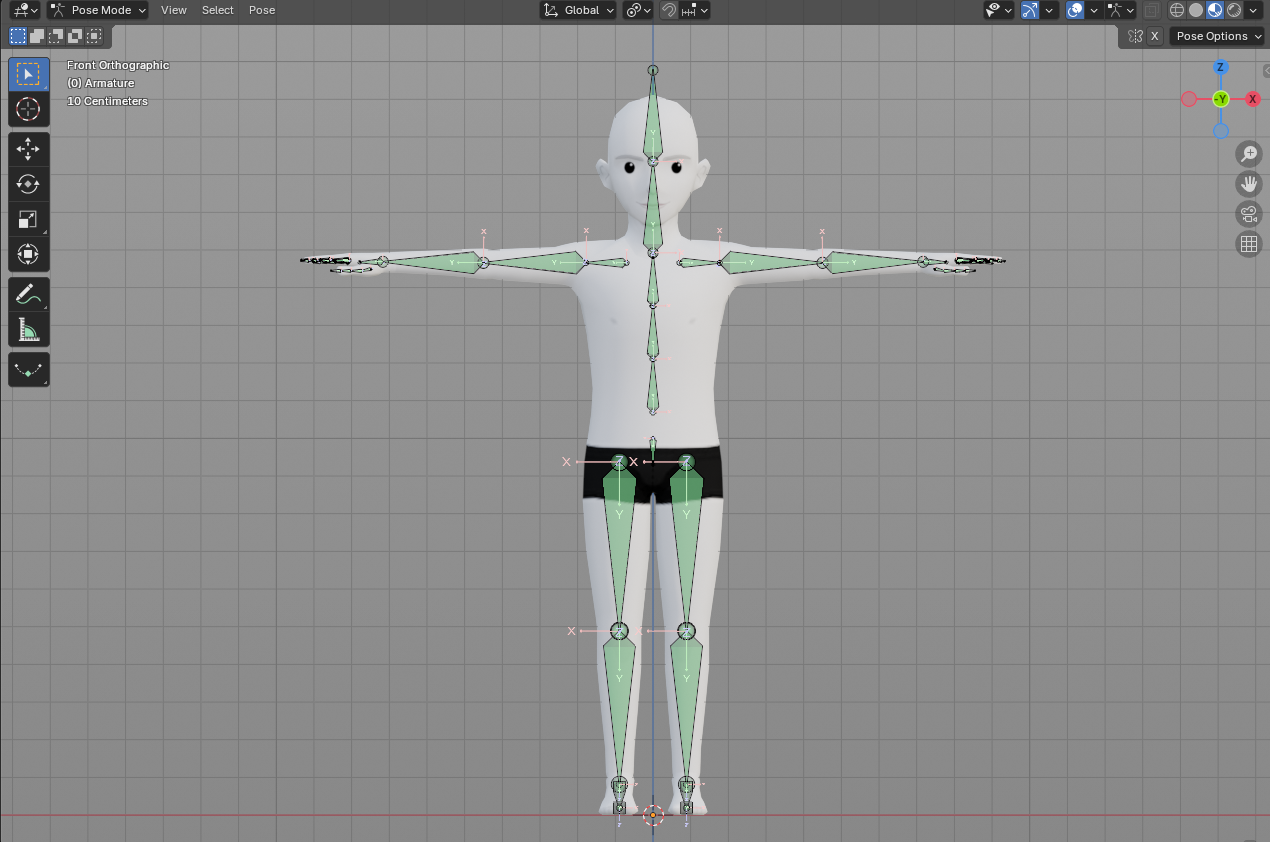 Pose Mode View Select Pose Global
X Pose Options
Front Orthographic
(0) Armature
10 Centimeters
Z
-Y X
Y
Y
X X X X
Y Y Y Y
X Z X Z
Y Y
X
Y Y